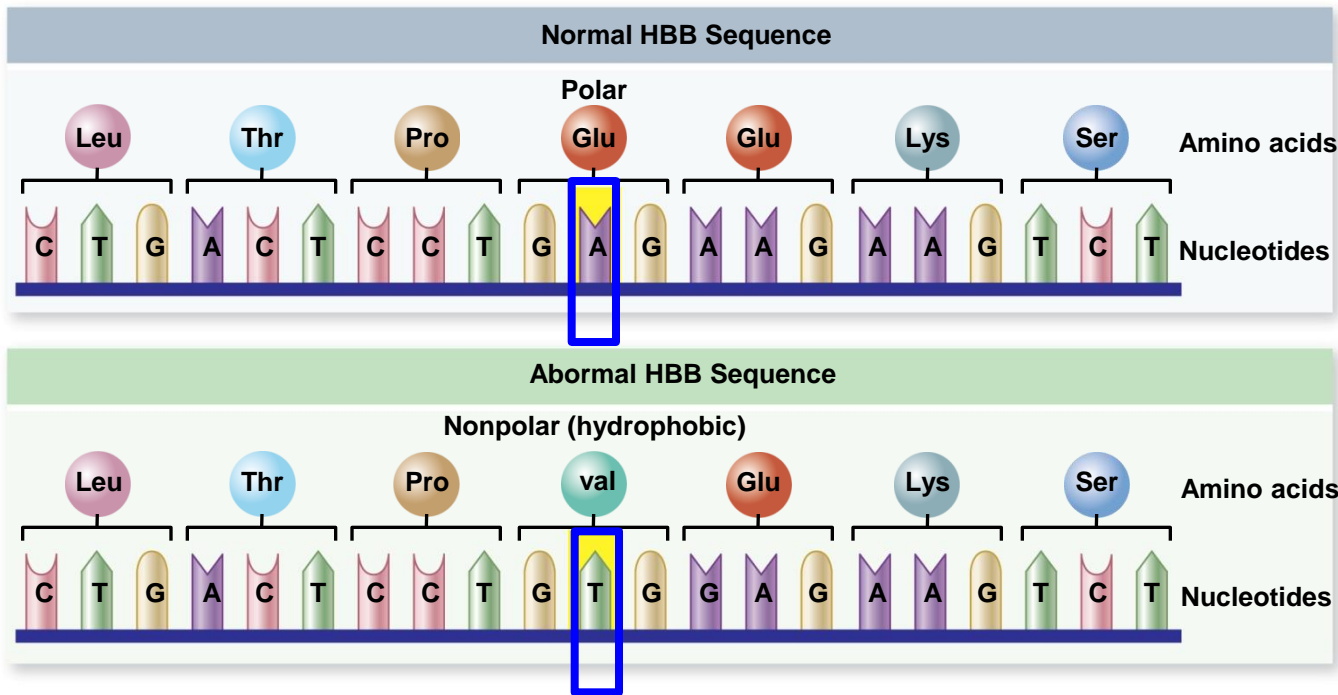 Normal HBB Sequence
Polar
Leu Thr Pro Glu Glu Lys Ser Amino acids
C T G A C T C C T G A G A A G A A G T C T Nucleotides
Abormal HBB Sequence
Nonpolar (hydrophobic)
Leu Thr Pro val Glu Lys Ser Amino acids
C T G A C T C C T G T G G A G A A G T C T Nucleotides